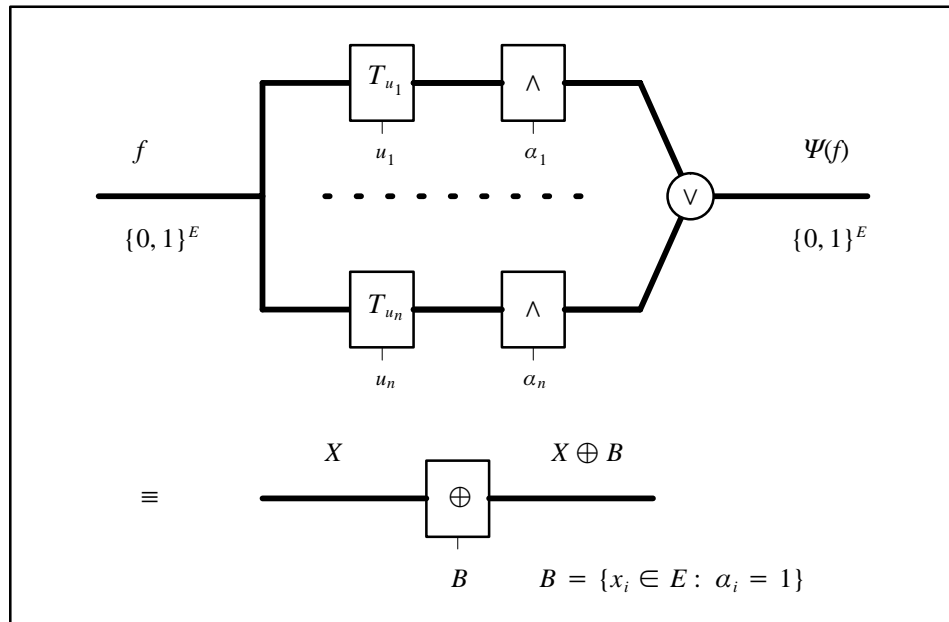 T_{u_1} ∧
u_1 α_1
f Ψ(f)
∨
{0, 1}^E {0, 1}^E
T_{u_n} ∧
u_n α_n
X X ⊕ B
≡ ⊕
B B = {x_i ∈ E : α_i = 1}